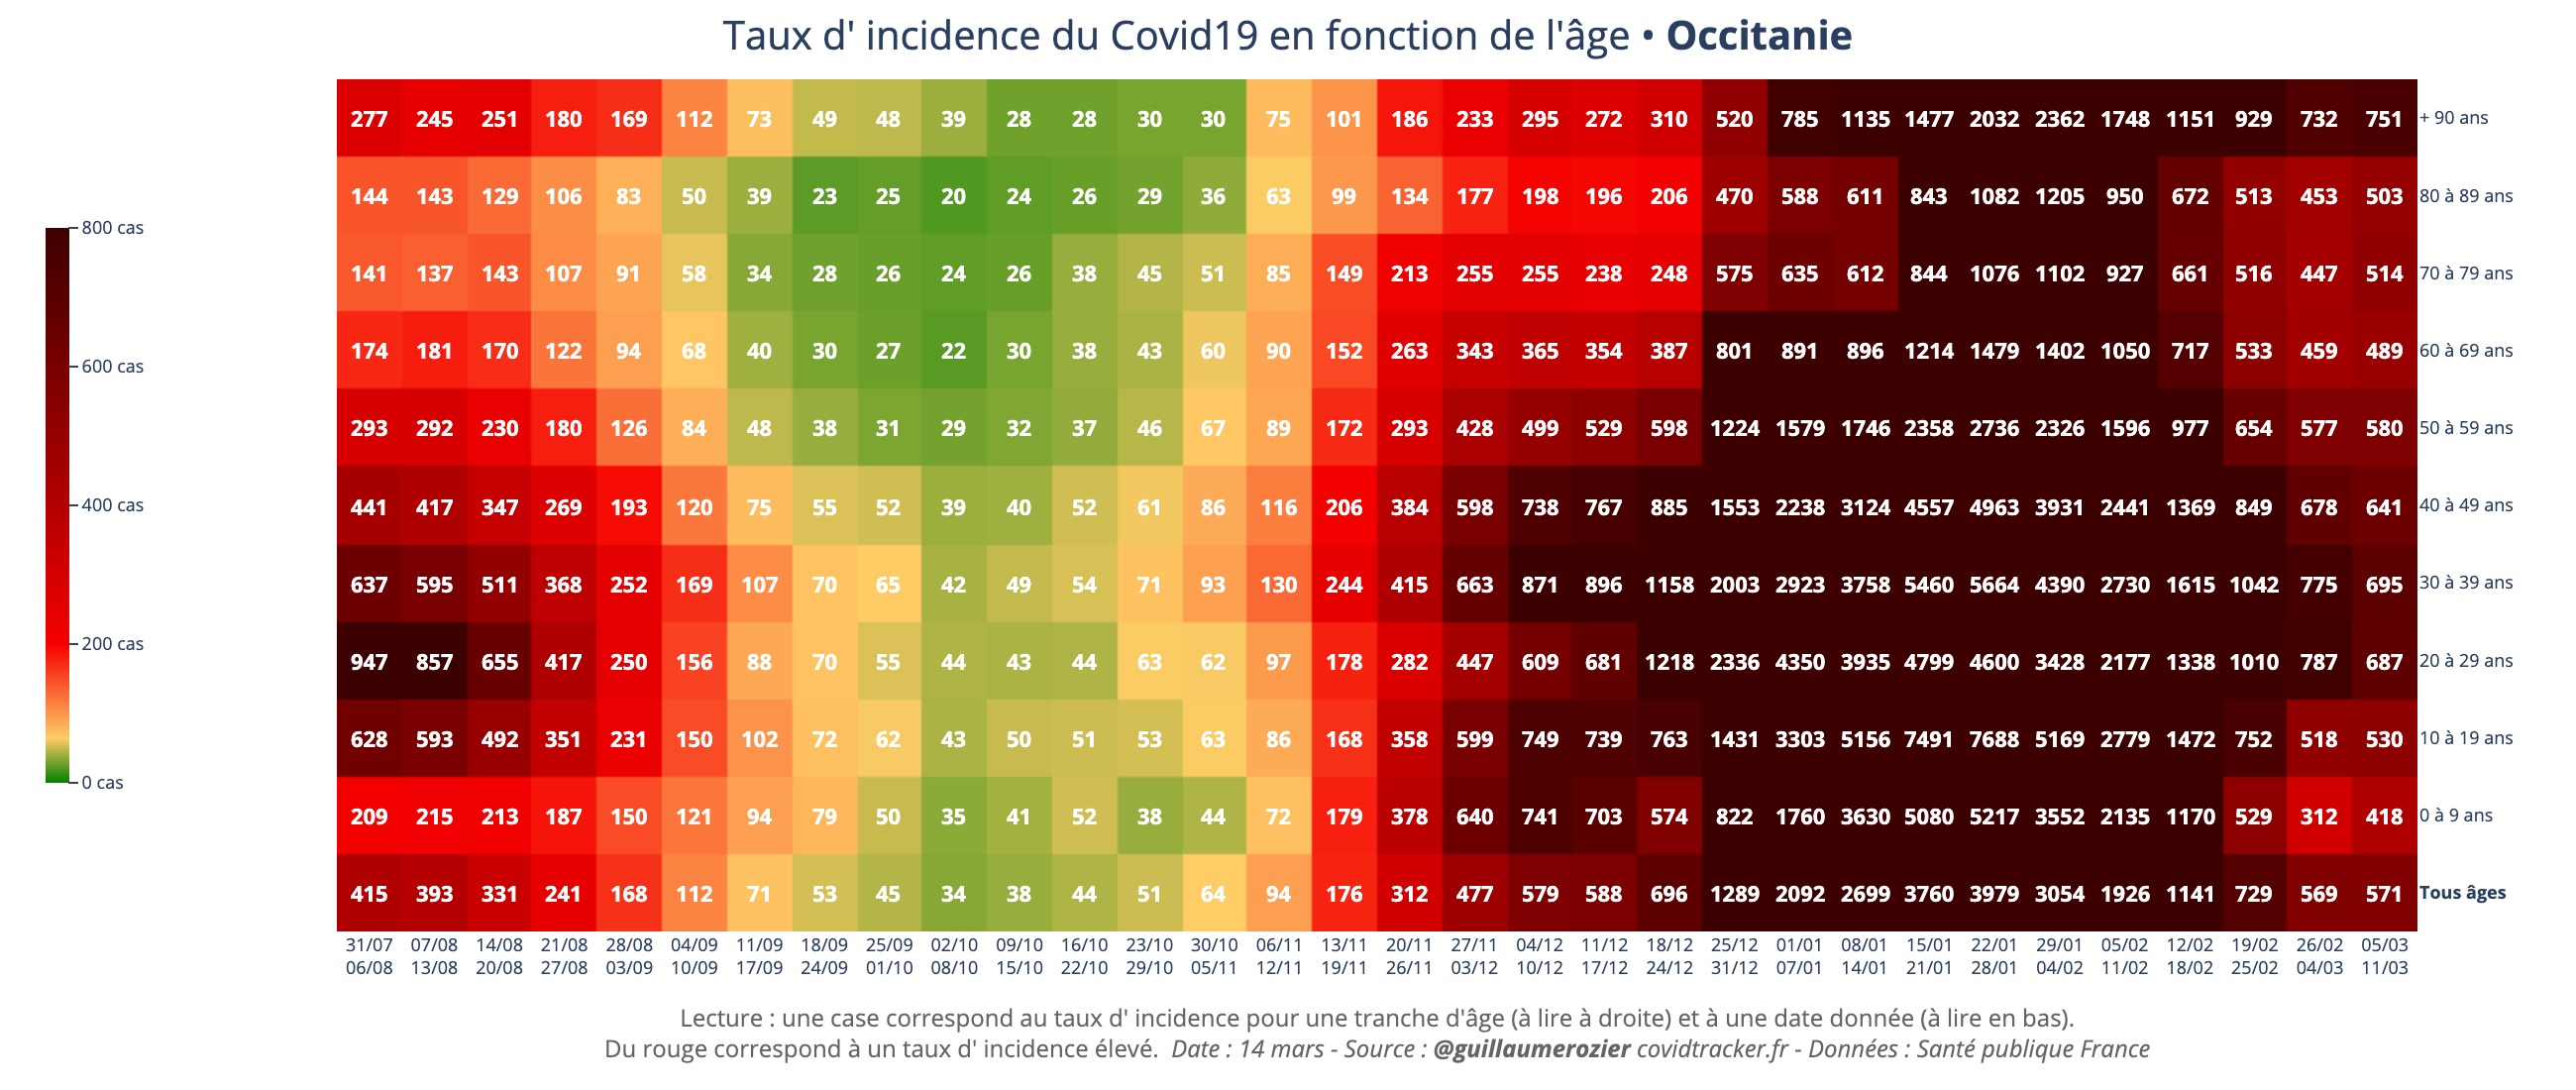 Taux d' incidence du Covid19 en fonction de l'âge • Occitanie
277 245 251 180 169 112 73 49 48 39 28 28 30 30 75 101 186 233 295 272 310 520 785 1135 1477 2032 2362 1748 1151 929 732 751 + 90 ans
144 143 129 106 83 50 39 23 25 20 24 26 29 36 63 99 134 177 198 196 206 470 588 611 843 1082 1205 950 672 513 453 503 80 à 89 ans
800 cas
141 137 143 107 91 58 34 28 26 24 26 38 45 51 85 149 213 255 255 238 248 575 635 612 844 1076 1102 927 661 516 447 514 70 à 79 ans
174 181 170 122 94 68 40 30 27 22 30 38 43 60 90 152 263 343 365 354 387 801 891 896 1214 1479 1402 1050 717 533 459 489 60 à 69 ans
600 cas
293 292 230 180 126 84 48 38 31 29 32 37 46 67 89 172 293 428 499 529 598 1224 1579 1746 2358 2736 2326 1596 977 654 577 580 50 à 59 ans
400 cas
441 417 347 269 193 120 75 55 52 39 40 52 61 86 116 206 384 598 738 767 885 1553 2238 3124 4557 4963 3931 2441 1369 849 678 641 40 à 49 ans
637 595 511 368 252 169 107 70 65 42 49 54 71 93 130 244 415 663 871 896 1158 2003 2923 3758 5460 5664 4390 2730 1615 1042 775 695 30 à 39 ans
200 cas
947 857 655 417 250 156 88 70 55 44 43 44 63 62 97 178 282 447 609 681 1218 2336 4350 3935 4799 4600 3428 2177 1338 1010 787 687 20 à 29 ans
628 593 492 351 231 150 102 72 62 43 50 51 53 63 86 168 358 599 749 739 763 1431 3303 5156 7491 7688 5169 2779 1472 752 518 530 10 à 19 ans
0 cas
209 215 213 187 150 121 94 79 50 35 41 52 38 44 72 179 378 640 741 703 574 822 1760 3630 5080 5217 3552 2135 1170 529 312 418 0 à 9 ans
415 393 331 241 168 112 71 53 45 34 38 44 51 64 94 176 312 477 579 588 696 1289 2092 2699 3760 3979 3054 1926 1141 729 569 571 Tous âges
31/07 07/08 14/08 21/08 28/08 04/09 11/09 18/09 25/09 02/10 09/10 16/10 23/10 30/10 06/11 13/11 20/11 27/11 04/12 11/12 18/12 25/12 01/01 08/01 15/01 22/01 29/01 05/02 12/02 19/02 26/02 05/03
06/08 13/08 20/08 27/08 03/09 10/09 17/09 24/09 01/10 08/10 15/10 22/10 29/10 05/11 12/11 19/11 26/11 03/12 10/12 17/12 24/12 31/12 07/01 14/01 21/01 28/01 04/02 11/02 18/02 25/02 04/03 11/03
Lecture : une case correspond au taux d' incidence pour une tranche d'âge (à lire à droite) et à une date donnée (à lire en bas).
Du rouge correspond à un taux d' incidence élevé. Date : 14 mars - Source : @guillaumerozier covidtracker.fr - Données : Santé publique France